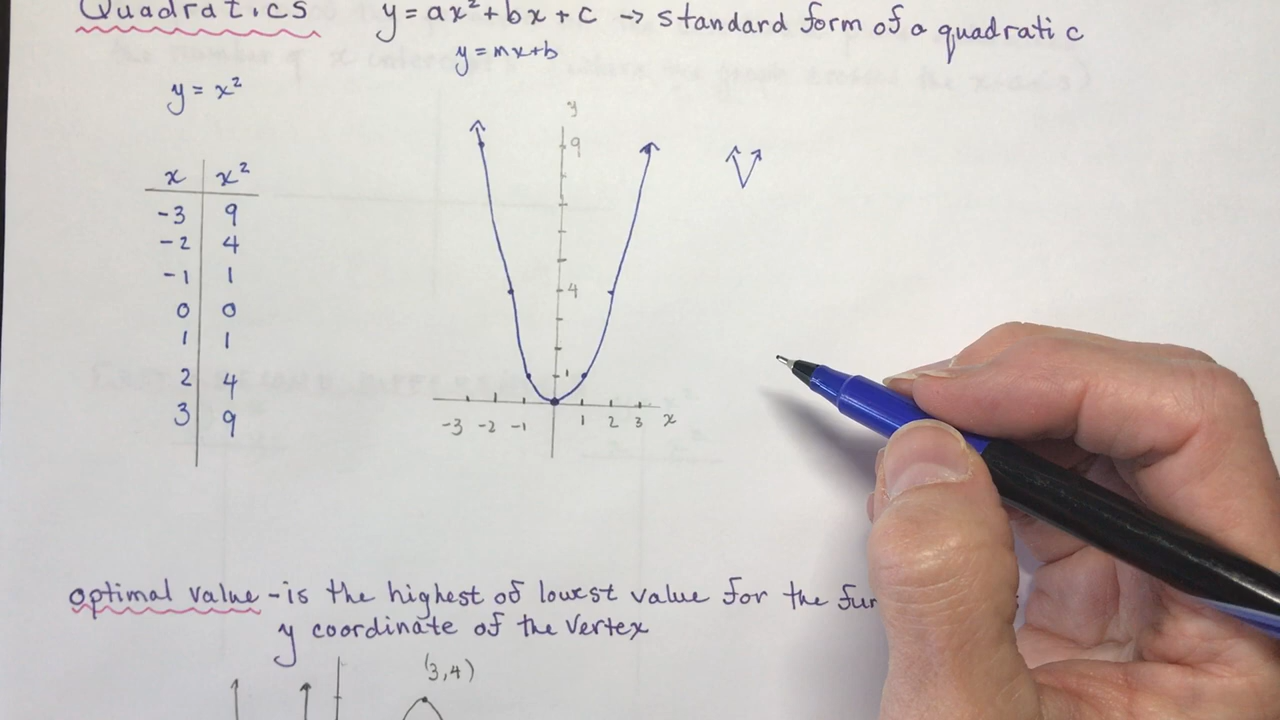 Quadratics y = ax² + bx + c → standard form of a quadratic
y = mx+b
y = x²
x x²
-3 9
-2 4
-1 1
0 0
1 1
2 4
3 9
y
9
4
1
-3 -2 -1 1 2 3 x
optimal value - is the highest of lowest value for the
y coordinate of the vertex
(3,4)